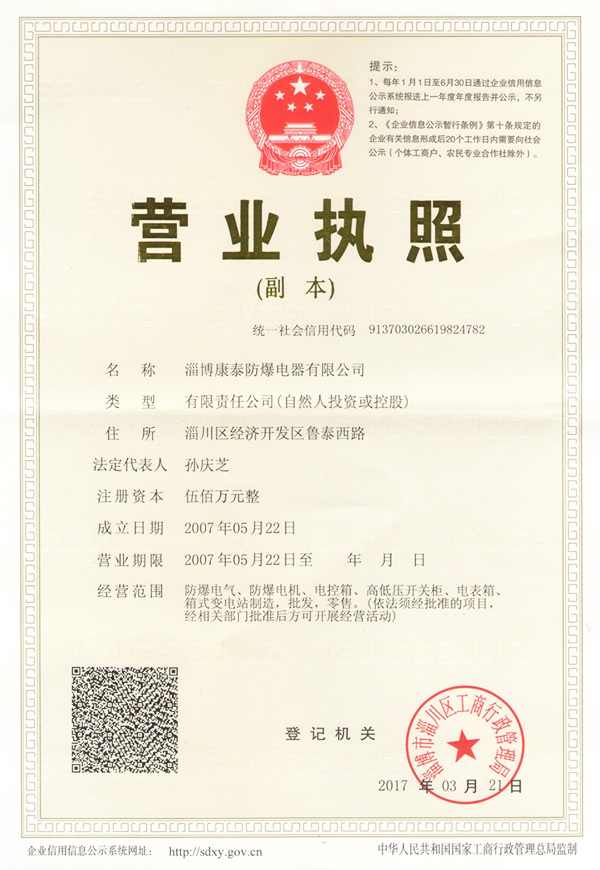 提示：
1、每年1月1日至6月30日通过企业信用信息
公示系统报送上一年度年度报告并公示，不另
行通知；
2、《企业信息公示暂行条例》第十条规定的
企业有关信息形成后20个工作日内需要向社会
公示（个体工商户、农民专业合作社除外）。
营业执照
(副 本)
统一社会信用代码 913703026619824782
名 称 淄博康泰防爆电器有限公司
类 型 有限责任公司(自然人投资或控股)
住 所 淄川区经济开发区鲁泰西路
法定代表人 孙庆芝
注册资本 伍佰万元整
成立日期 2007年05月22日
营业期限 2007年05月22日至 年 月 日
经营范围 防爆电气、防爆电机、电控箱、高低压开关柜、电表箱、
箱式变电站制造，批发，零售。(依法须经批准的项目，
经相关部门批准后方可开展经营活动)
登记机关
淄博市淄川区工商行政管理局
2017 年 03 月 21 日
企业信用信息公示系统网址： http://sdxy.gov.cn
中华人民共和国国家工商行政管理总局监制